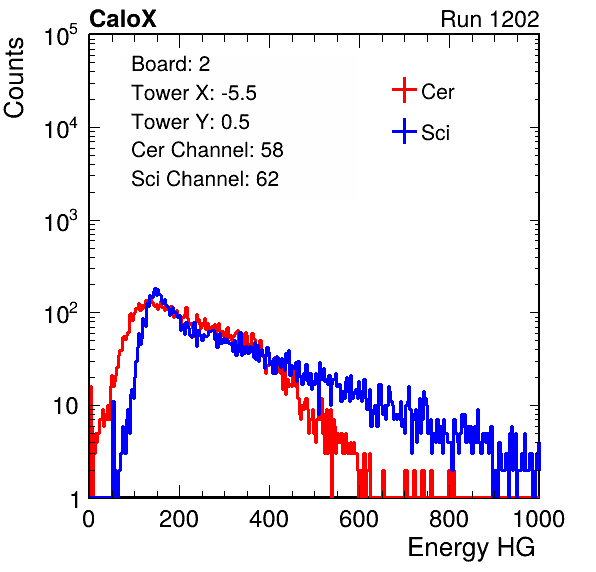 CaloX
Run 1202
Counts
10^5
10^4
10^3
10^2
10
1
Board: 2
Tower X: -5.5
Tower Y: 0.5
Cer Channel: 58
Sci Channel: 62
Cer
Sci
0 200 400 600 800 1000
Energy HG